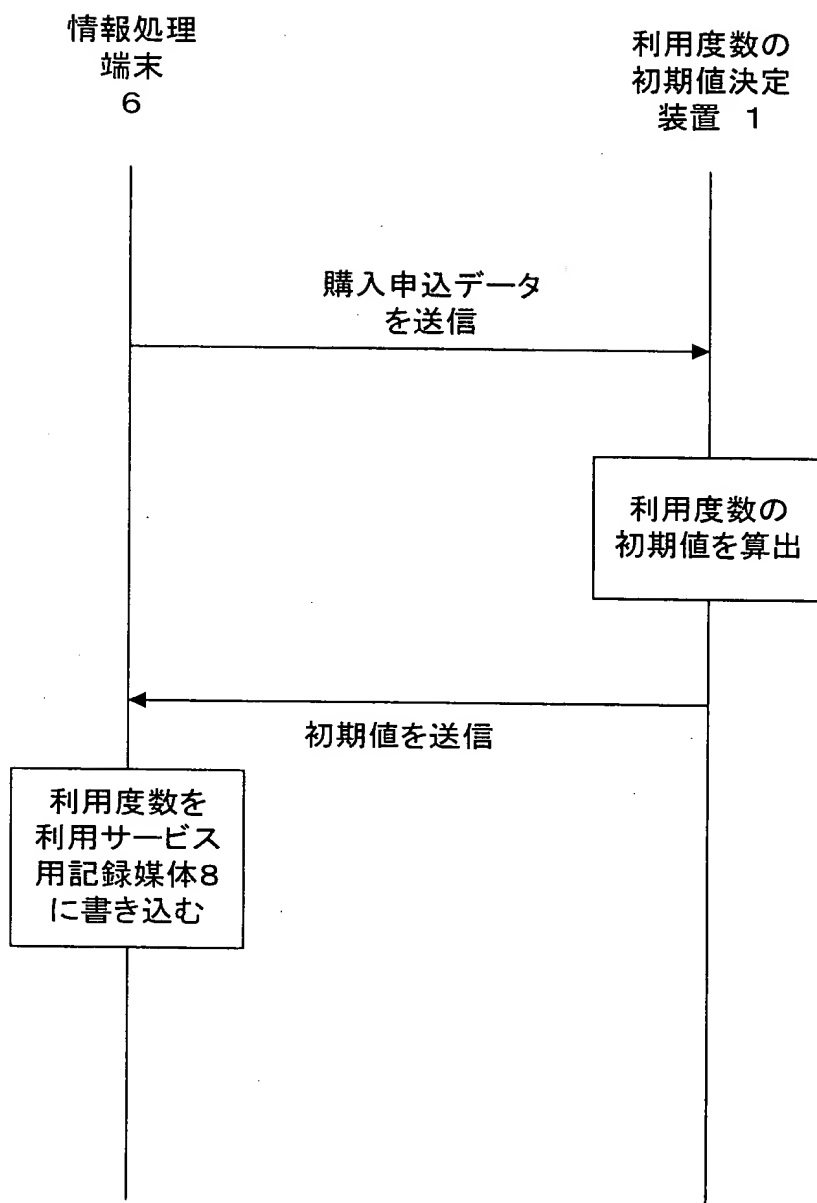 情報処理
端末
6
利用度数の
初期値決定
装置 1
購入申込データ
を送信
利用度数の
初期値を算出
初期値を送信
利用度数を
利用サービス
用記録媒体8
に書き込む